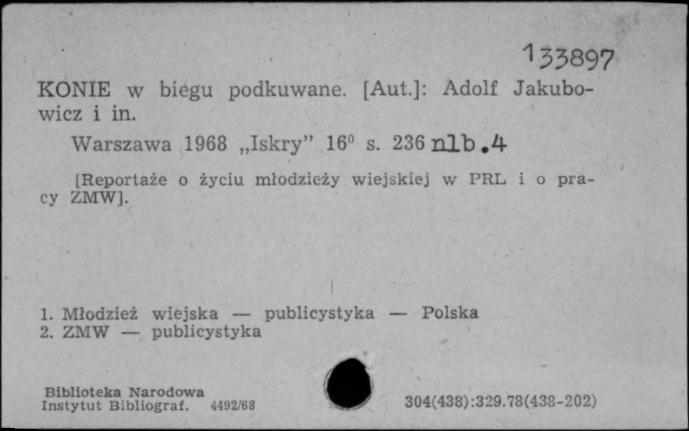 133897
KONIE w biegu podkuwane. [Aut.]: Adolf Jakubo-
wicz i in.
Warszawa 1968 „Iskry” 16⁰ s. 236 nlb.4
[Reportaże o życiu młodzieży wiejskiej w PRL i o pra-
cy ZMW].
1. Młodzież wiejska — publicystyka — Polska
2. ZMW — publicystyka
Biblioteka Narodowa
Instytut Bibliograf. 4492/68
304(438):329.78(438-202)